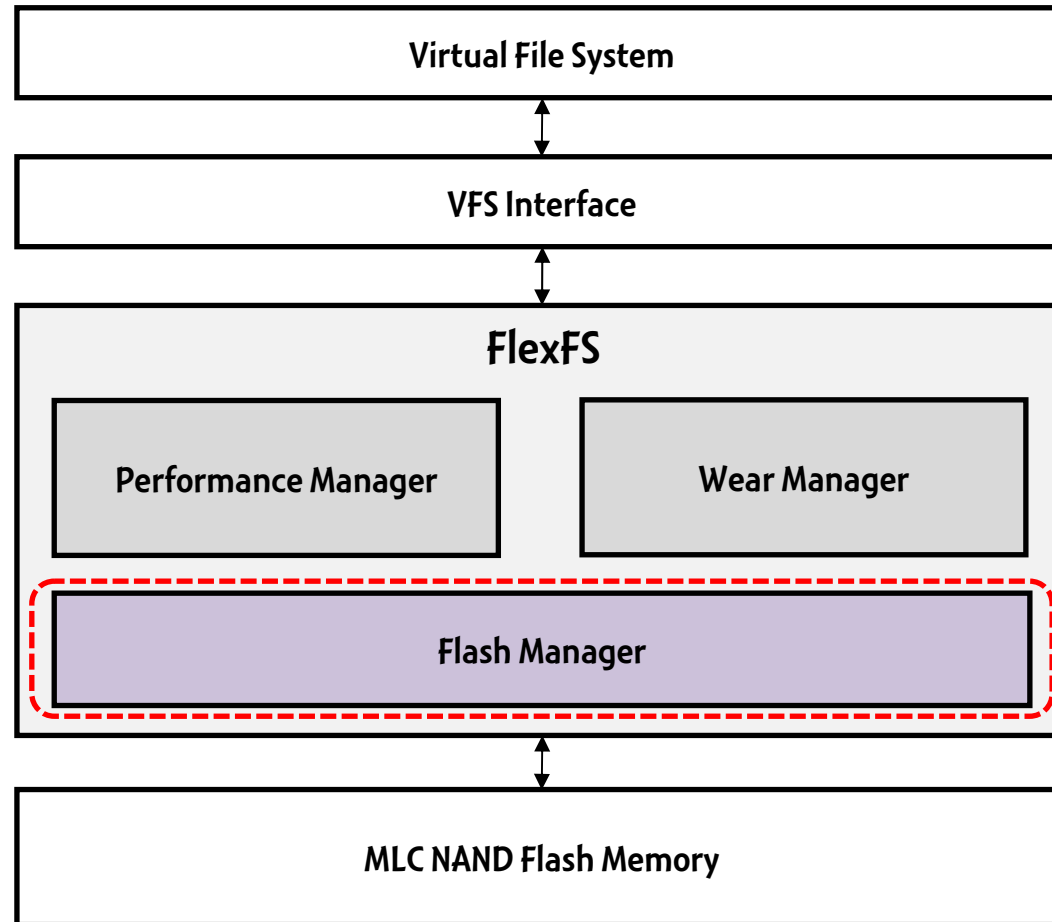 Virtual File System
VFS Interface
FlexFS
Performance Manager
Wear Manager
Flash Manager
MLC NAND Flash Memory